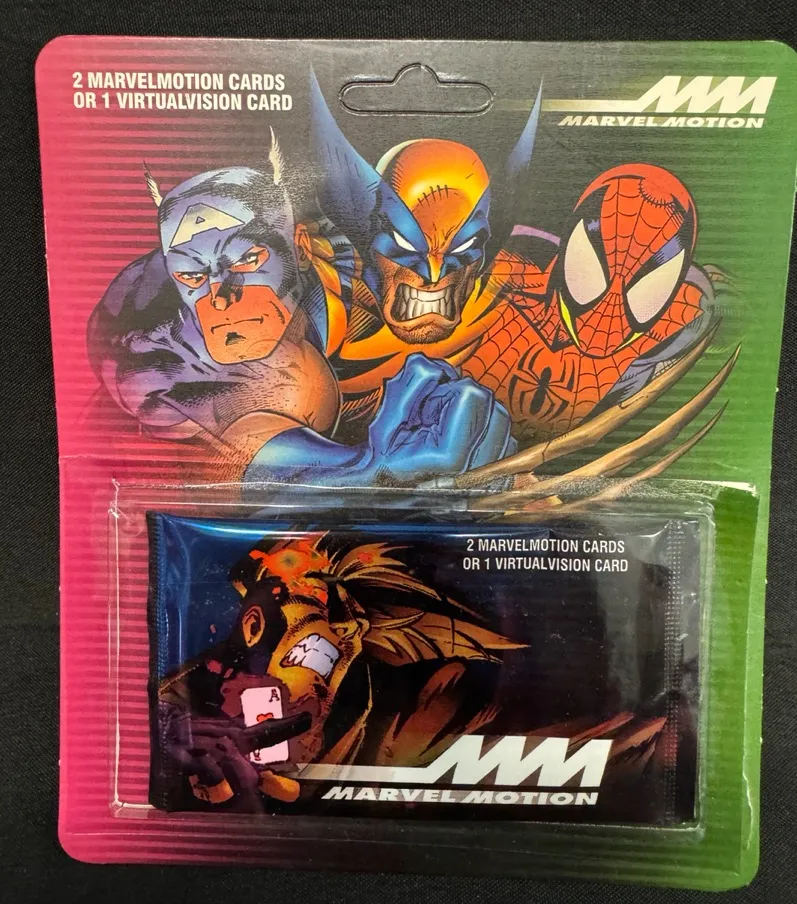 2 MARVELMOTION CARDS
OR 1 VIRTUALVISION CARD
MM
MARVEL MOTION
A
2 MARVELMOTION CARDS
OR 1 VIRTUALVISION CARD
A
MM
MARVEL MOTION